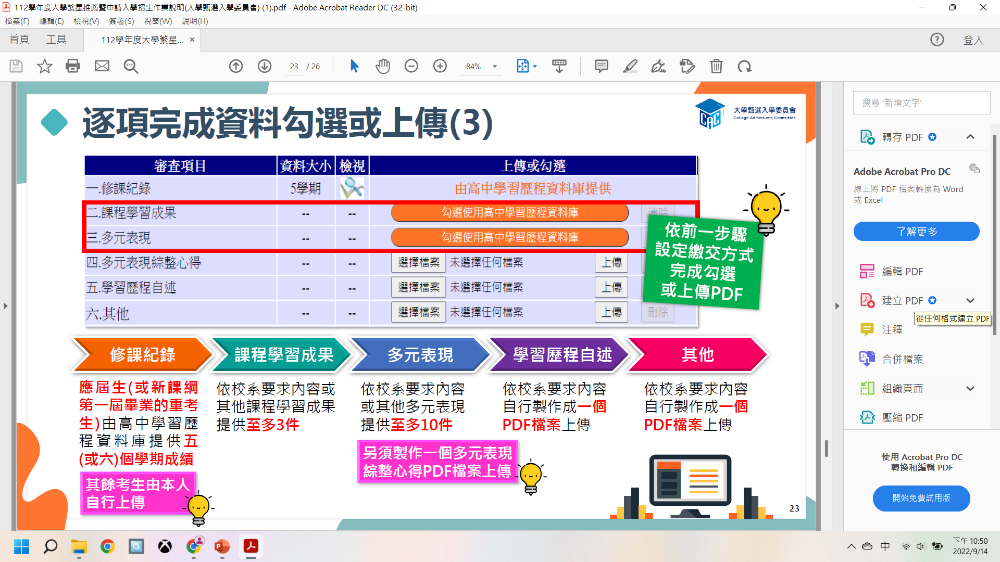 112學年度大學繁星推薦暨申請入學招生作業說明(大學甄選入學委員會) (1).pdf - Adobe Acrobat Reader DC (32-bit)
檔案(F) 編輯(E) 檢視(V) 簽署(S) 視窗(W) 說明(H)
首頁 工具 112學年度大學繁星... × 登入
23 / 26 84%
逐項完成資料勾選或上傳(3)
CAC
大學甄選入學委員會
College Admissions Committee
審查項目 資料大小 檢視 上傳或勾選
一.修課紀錄 5學期 由高中學習歷程資料庫提供
二.課程學習成果 -- -- 勾選使用高中學習歷程資料庫 清除
三.多元表現 -- -- 勾選使用高中學習歷程資料庫
四.多元表現綜整心得 -- -- 選擇檔案 未選擇任何檔案 上傳
五.學習歷程自述 -- -- 選擇檔案 未選擇任何檔案 上傳
六.其他 -- -- 選擇檔案 未選擇任何檔案 上傳 刪除
依前一步驟
設定繳交方式
完成勾選
或上傳PDF
修課紀錄
應屆生(或新課綱
第一屆畢業的重考
生)由高中學習歷
程資料庫提供五
(或六)個學期成績
其餘考生由本人
自行上傳
課程學習成果
依校系要求內容或
其他課程學習成果
提供至多3件
多元表現
依校系要求內容
或其他多元表現
提供至多10件
另須製作一個多元表現
綜整心得PDF檔案上傳
學習歷程自述
依校系要求內容
自行製作成一個
PDF檔案上傳
其他
依校系要求內容
自行製作成一個
PDF檔案上傳
23
搜尋 '新增文字'
轉存 PDF
Adobe Acrobat Pro DC
線上將 PDF 檔案轉換為 Word
或 Excel
了解更多
編輯 PDF
建立 PDF
從任何格式建立 PDF
注釋
合併檔案
組織頁面
壓縮 PDF
使用 Acrobat Pro DC
轉換和編輯 PDF
開始免費試用版
中
下午 10:50
2022/9/14